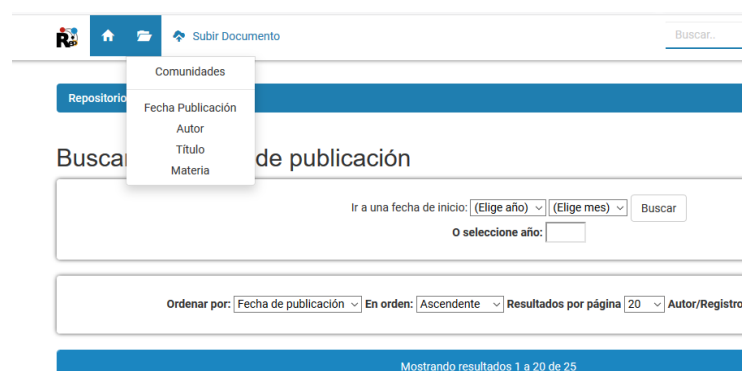 Subir Documento
Buscar..
Comunidades
Repositorio
Fecha Publicación
Autor
Título
Materia
Buscar de publicación
Ir a una fecha de inicio: (Elige año) (Elige mes) Buscar
O seleccione año:
Ordenar por: Fecha de publicación En orden: Ascendente Resultados por página 20 Autor/Registro
Mostrando resultados 1 a 20 de 25